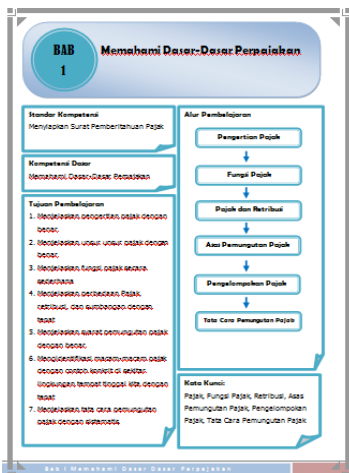 BAB
1
Memahami Dasar-Dasar Perpajakan
Standar Kompetensi
Menyiapkan Surat Pemberitahuan Pajak
Kompetensi Dasar
Memahami Dasar-Dasar Perpajakan
Tujuan Pembelajaran
1. Menjelaskan pengertian pajak dengan
benar,
2. Menjelaskan unsur unsur pajak dengan
benar,
3. Menjelaskan fungsi pajak secara
sederhana
4. Menjelaskan perbedaan Pajak,
retribusi, dan sumbangan dengan
tepat
5. Menjelaskan syarat pemungutan pajak
dengan benar,
6. Mengidentifikasi macam-macam pajak
dengan contoh konkrit di sekitar
lingkungan tempat tinggal kita dengan
tepat
7. Menjelaskan tata cara pemungutan
pajak dengan sistematis
Alur Pembelajaran
Pengertian Pajak
Fungsi Pajak
Pajak dan Retribusi
Asas Pemungutan Pajak
Pengelompokan Pajak
Tata Cara Pemungutan Pajak
Kata Kunci:
Pajak, Fungsi Pajak, Retribusi, Asas
Pemungutan Pajak, Pengelompokan
Pajak, Tata Cara Pemungutan Pajak
Bab I Memahami Dasar Dasar Perpajakan